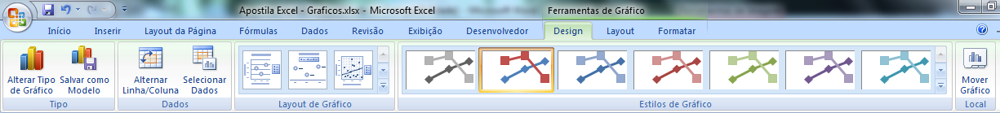 Apostila Excel - Graficos.xlsx - Microsoft Excel
Ferramentas de Gráfico
Início Inserir Layout da Página Fórmulas Dados Revisão Exibição Desenvolvedor Design Layout Formatar
Alterar Tipo
de Gráfico
Salvar como
Modelo
Tipo
Alternar
Linha/Coluna
Selecionar
Dados
Dados
Layout de Gráfico
Estilos de Gráfico
Mover
Gráfico
Local